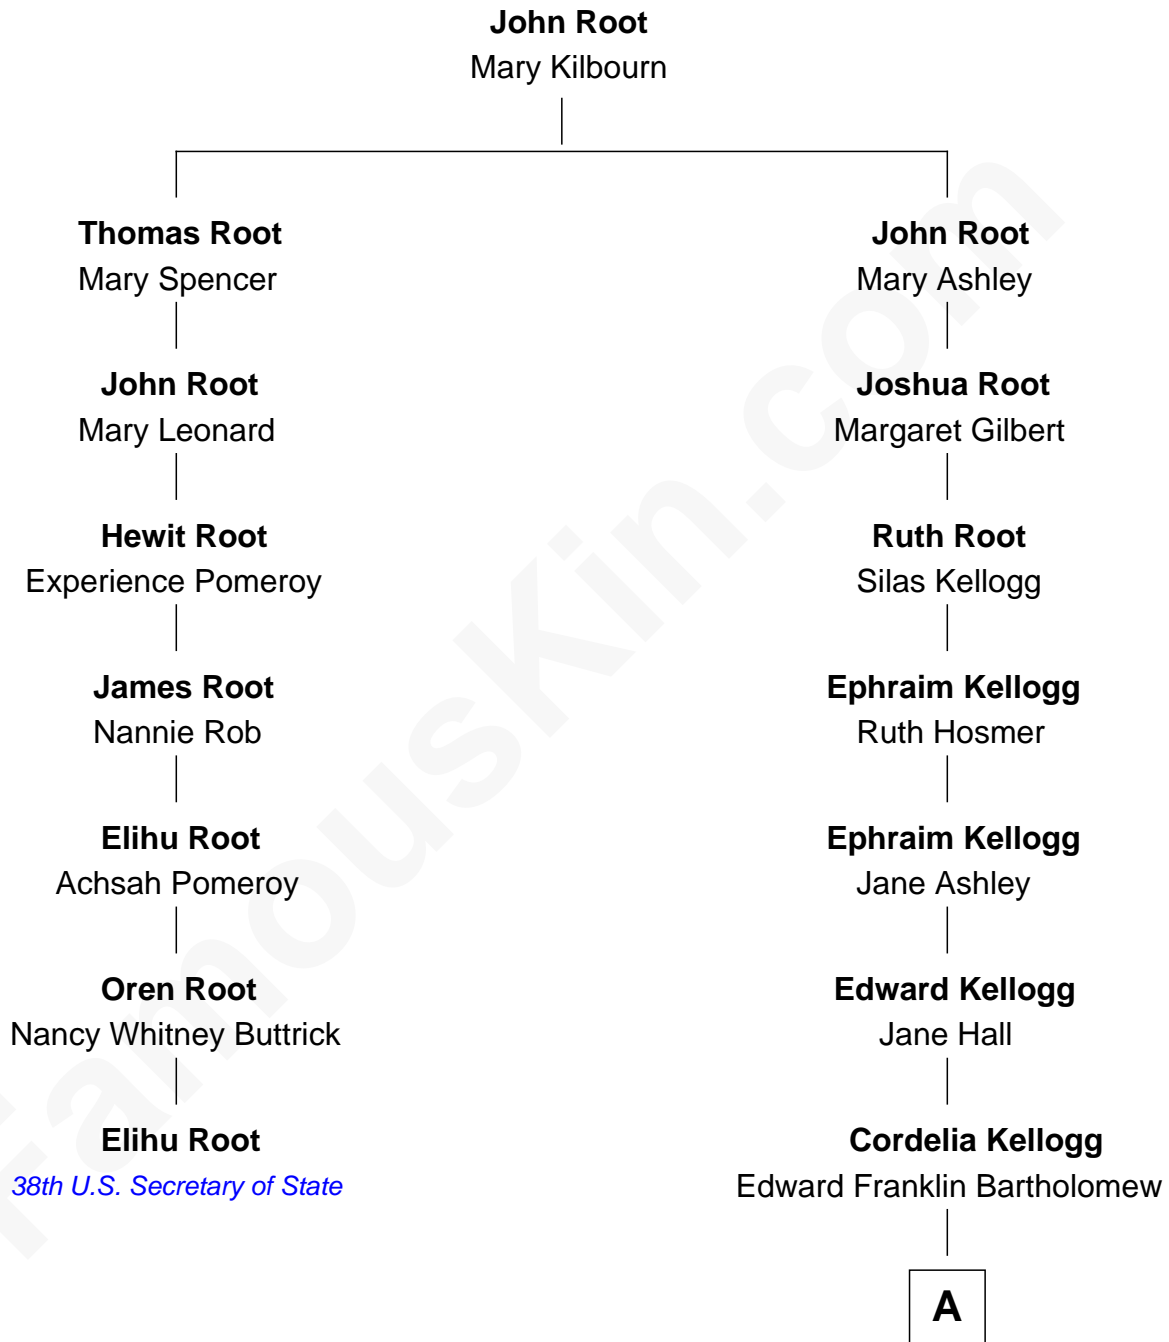 John Root
Mary Kilbourn
Thomas Root
Mary Spencer
John Root
Mary Leonard
Hewit Root
Experience Pomeroy
James Root
Nannie Rob
Elihu Root
Achsah Pomeroy
Oren Root
Nancy Whitney Buttrick
Elihu Root
38th U.S. Secretary of State
John Root
Mary Ashley
Joshua Root
Margaret Gilbert
Ruth Root
Silas Kellogg
Ephraim Kellogg
Ruth Hosmer
Ephraim Kellogg
Jane Ashley
Edward Kellogg
Jane Hall
Cordelia Kellogg
Edward Franklin Bartholomew
A
FamousKin.com